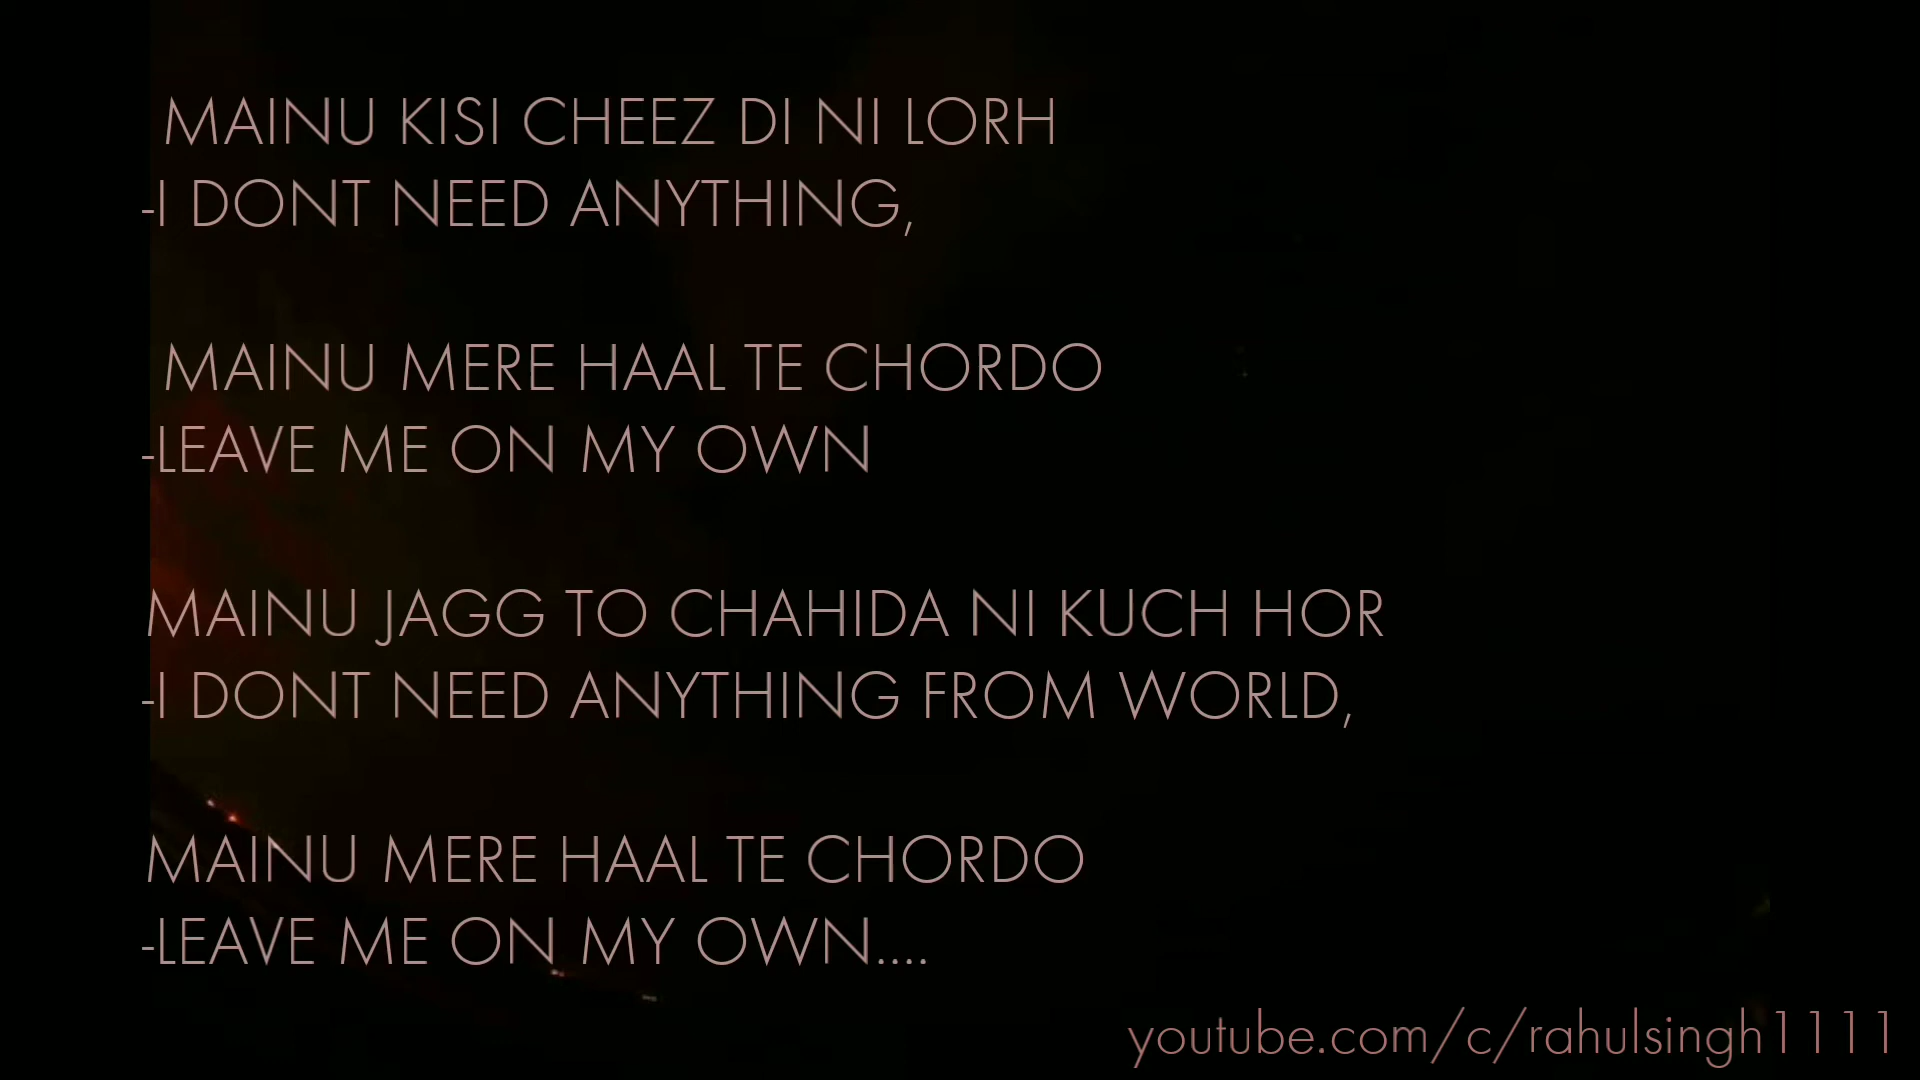 MAINU KISI CHEEZ DI NI LORH
-I DONT NEED ANYTHING,
MAINU MERE HAAL TE CHORDO
-LEAVE ME ON MY OWN
MAINU JAGG TO CHAHIDA NI KUCH HOR
-I DONT NEED ANYTHING FROM WORLD,
MAINU MERE HAAL TE CHORDO
-LEAVE ME ON MY OWN....
youtube.com/c/rahulsingh1111